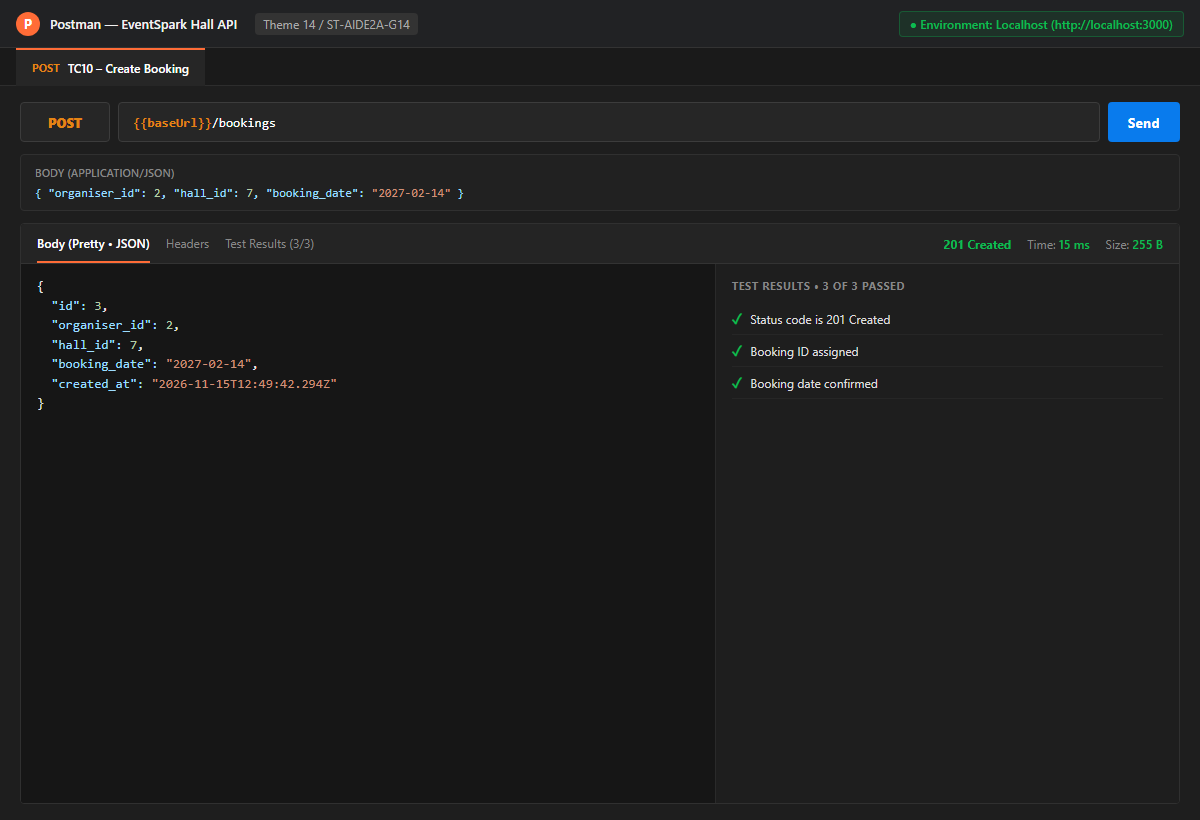 P Postman — EventSpark Hall API Theme 14 / ST-AIDE2A-G14 ● Environment: Localhost (http://localhost:3000)
POST TC10 – Create Booking
POST {{baseUrl}}/bookings Send
BODY (APPLICATION/JSON)
{ "organiser_id": 2, "hall_id": 7, "booking_date": "2027-02-14" }
Body (Pretty • JSON) Headers Test Results (3/3) 201 Created Time: 15 ms Size: 255 B
{
"id": 3,
"organiser_id": 2,
"hall_id": 7,
"booking_date": "2027-02-14",
"created_at": "2026-11-15T12:49:42.294Z"
}
TEST RESULTS • 3 OF 3 PASSED
✓ Status code is 201 Created
✓ Booking ID assigned
✓ Booking date confirmed